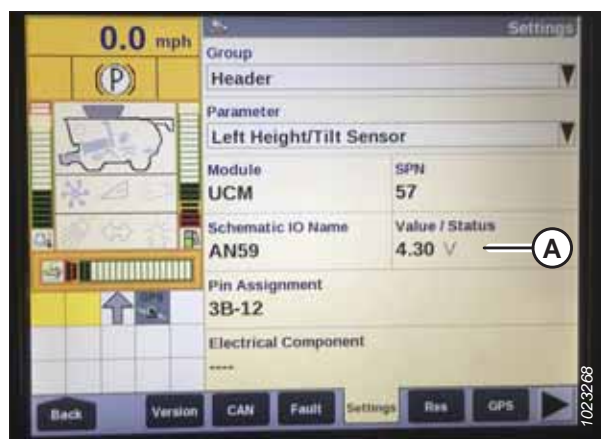 0.0 mph
Settings
Group
(P)
Header
Parameter
Left Height/Tilt Sensor
Module
SPN
UCM
57
Schematic IO Name
Value / Status
AN59
4.30 V
A
Pin Assignment
3B-12
Electrical Component
----
Back
Version
CAN
Fault
Settings
Res
GPS
1023268